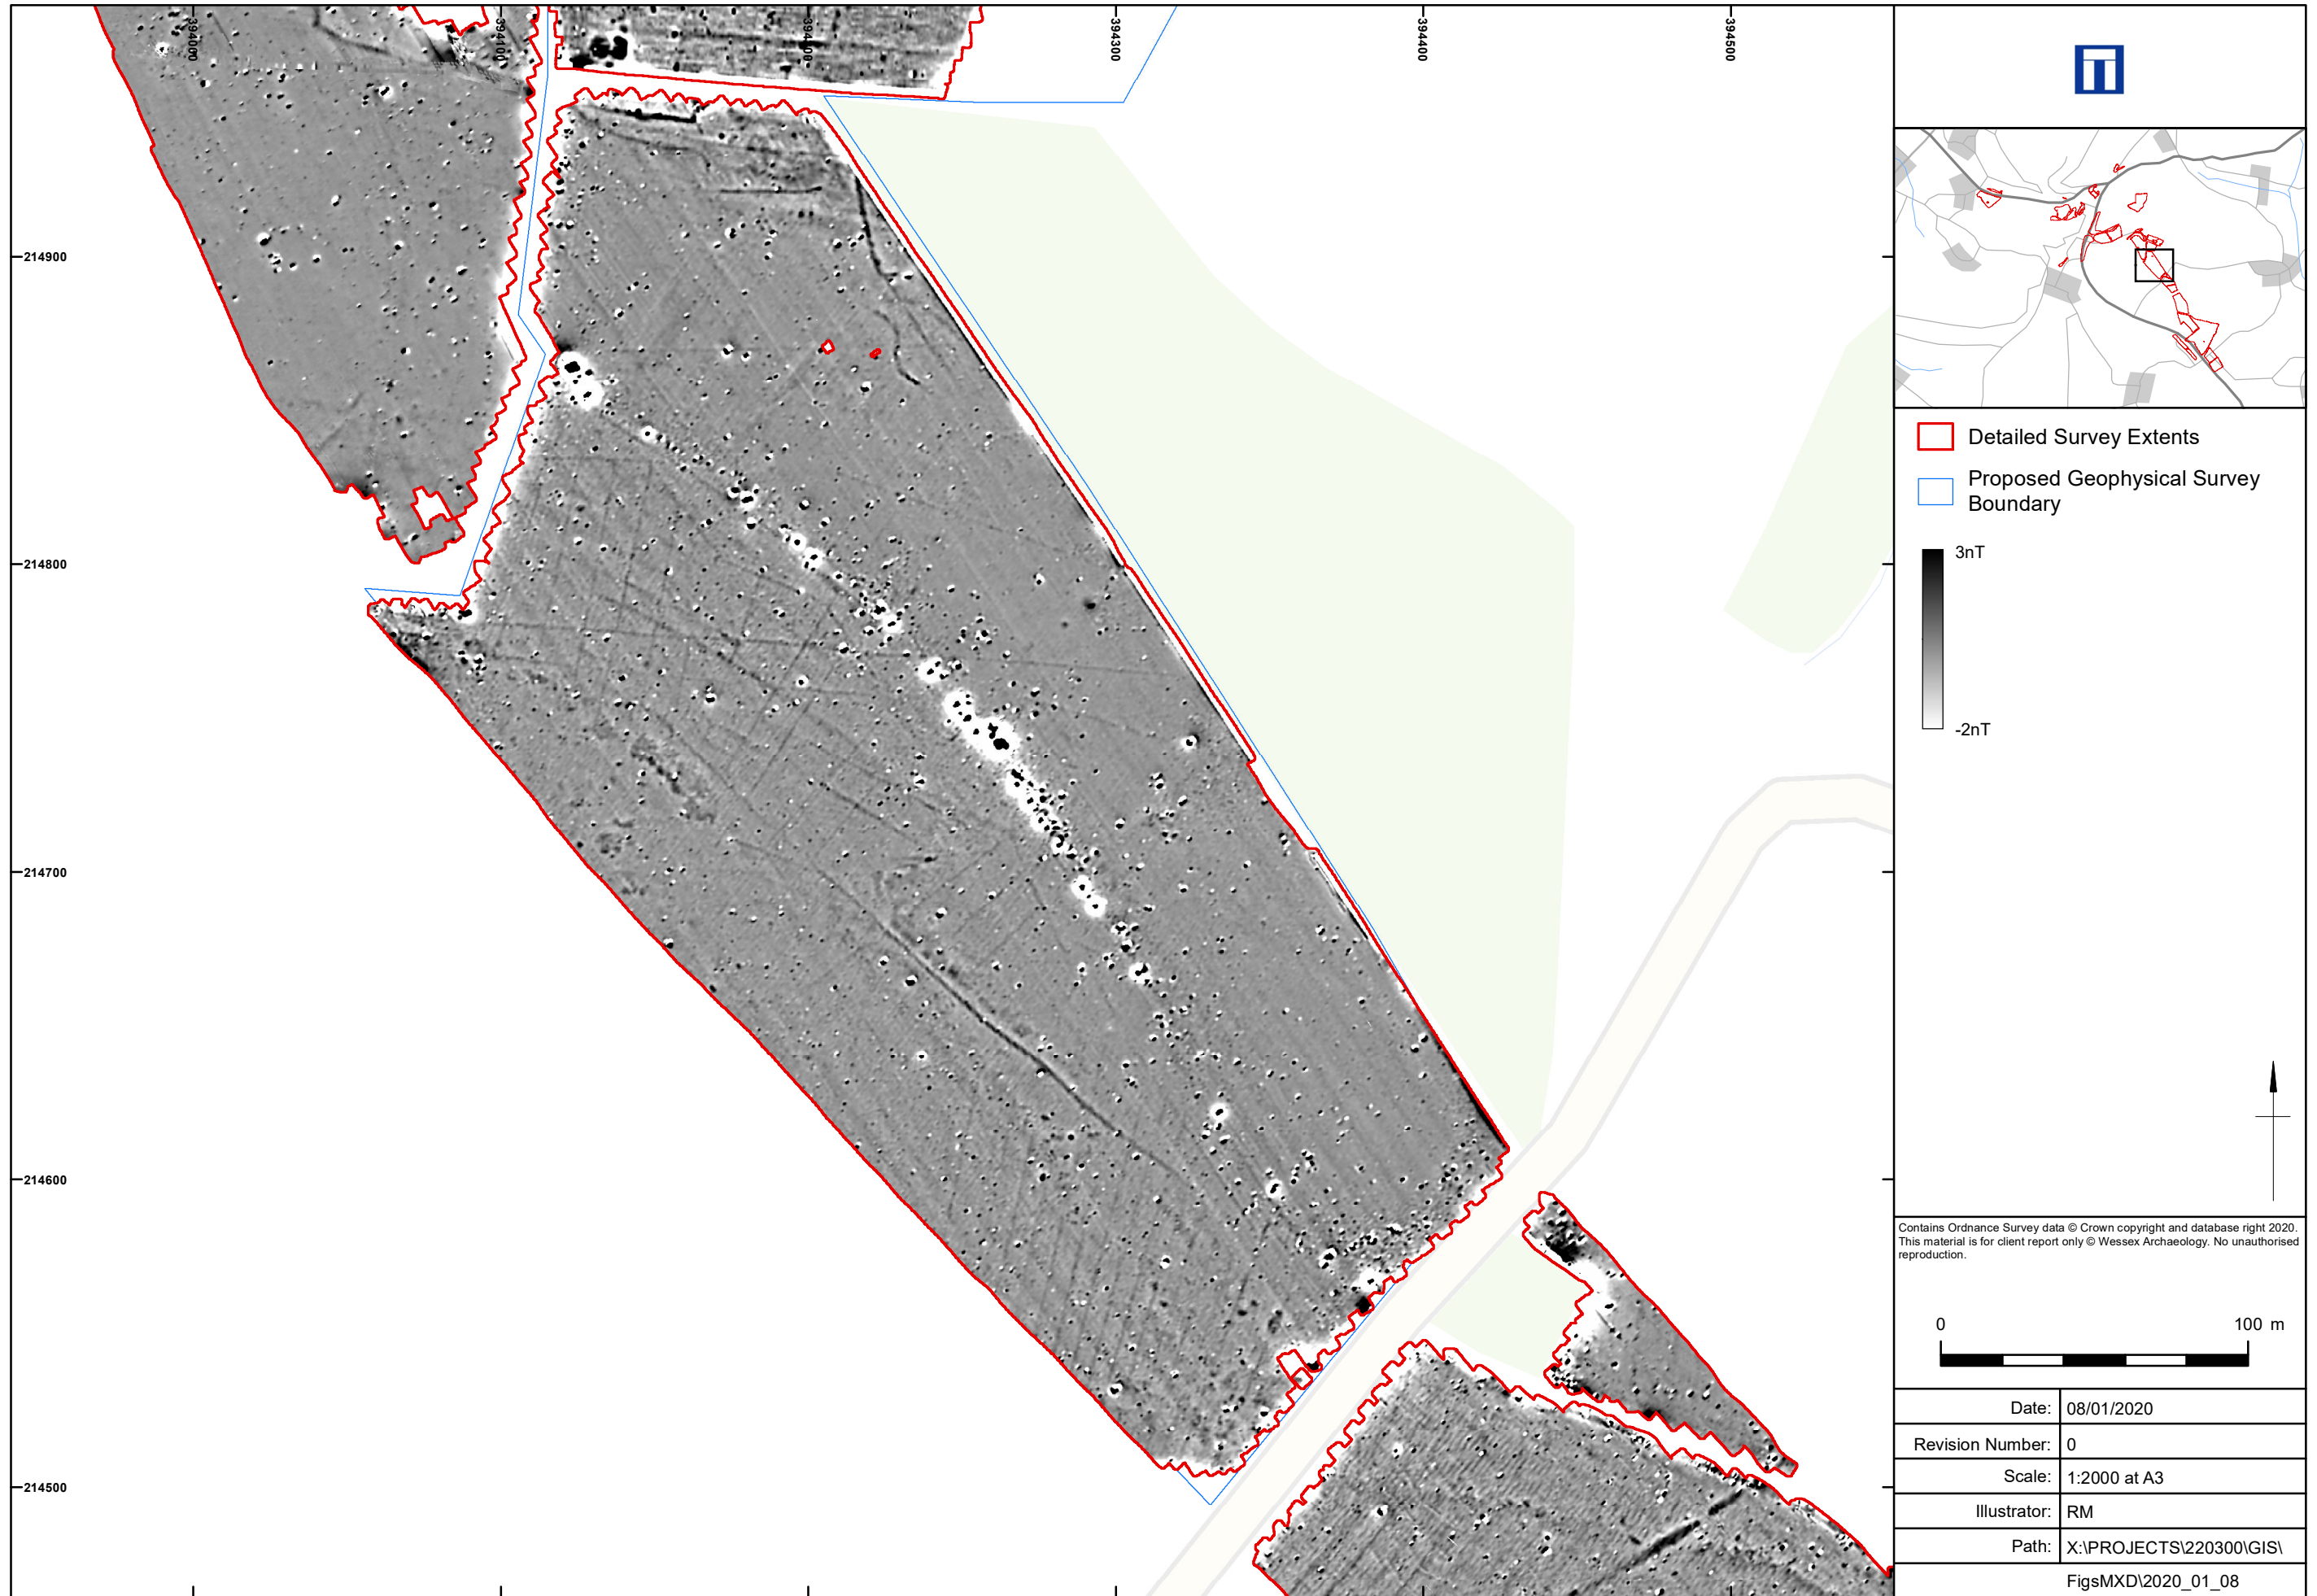 394000
394100
394300
394400
394500
214900
214800
214700
214600
214500
Detailed Survey Extents
Proposed Geophysical Survey
Boundary
3nT
-2nT
Contains Ordnance Survey data © Crown copyright and database right 2020.
This material is for client report only © Wessex Archaeology. No unauthorised
reproduction.
0 100 m
Date: 08/01/2020
Revision Number: 0
Scale: 1:2000 at A3
Illustrator: RM
Path: X:\PROJECTS\220300\GIS\
FigsMXD\2020_01_08